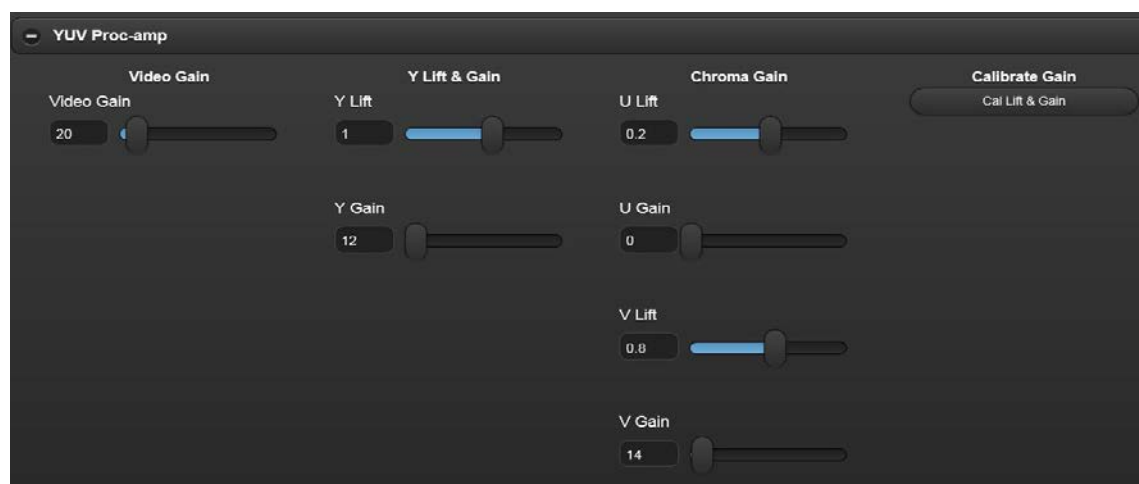 YUV Proc-amp
Video Gain
Y Lift & Gain
Chroma Gain
Calibrate Gain
Video Gain
Y Lift
U Lift
Cal Lift & Gain
20
1
0.2
Y Gain
U Gain
12
0
V Lift
0.8
V Gain
14